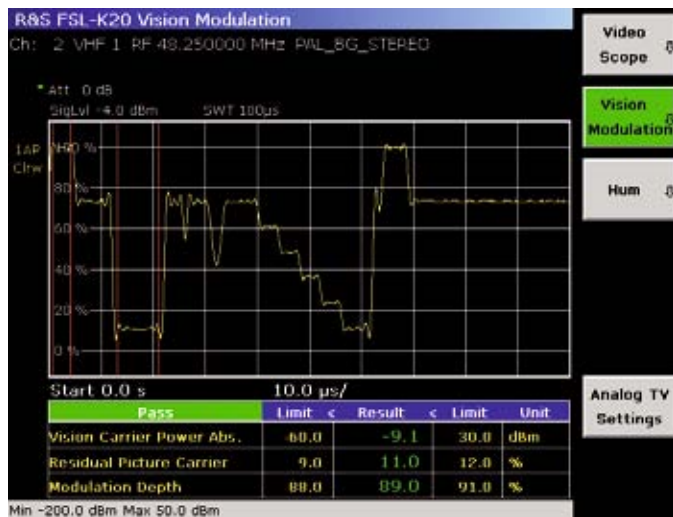 R&S FSL-K20 Vision Modulation
Ch: 2 VHF 1 RF 48.250000 MHz PAL_BG_STEREO
Att 0 dB
SigLvl -4.0 dBm SWT 100µs
1AP
Clrw
100 %
80 %
60 %
40 %
20 %
0 %
Start 0.0 s 10.0 µs/
Pass Limit < Result < Limit Unit
Vision Carrier Power Abs. -60.0 -9.1 30.0 dBm
Residual Picture Carrier 9.0 11.0 12.0 %
Modulation Depth 88.0 89.0 91.0 %
Min -200.0 dBm Max 50.0 dBm
Video
Scope
Vision
Modulation
Hum
Analog TV
Settings